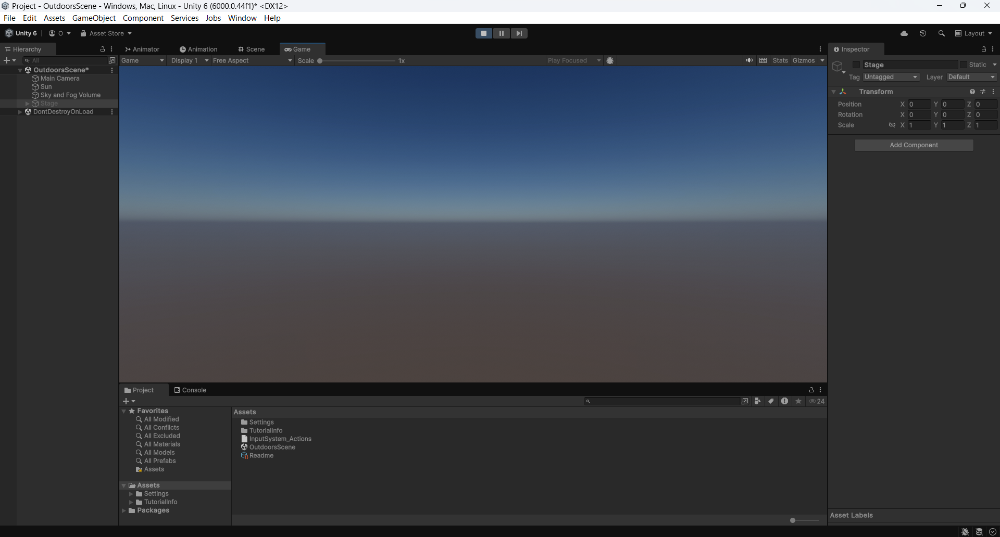 Project - OutdoorsScene - Windows, Mac, Linux - Unity 6 (6000.0.44f1)* <DX12>
File Edit Assets GameObject Component Services Jobs Window Help
Unity 6 O Asset Store Layout
Hierarchy
All
OutdoorsScene*
Main Camera
Sun
Sky and Fog Volume
Stage
DontDestroyOnLoad
Animator Animation Scene Game
Game Display 1 Free Aspect Scale 1x Play Focused Stats Gizmos
Inspector
Stage Static
Tag Untagged Layer Default
Transform
Position X 0 Y 0 Z 0
Rotation X 0 Y 0 Z 0
Scale X 1 Y 1 Z 1
Add Component
Project Console
24
Favorites
All Modified
All Conflicts
All Excluded
All Materials
All Models
All Prefabs
Assets
Assets
Settings
TutorialInfo
Packages
Assets
Settings
TutorialInfo
InputSystem_Actions
OutdoorsScene
Readme
Asset Labels